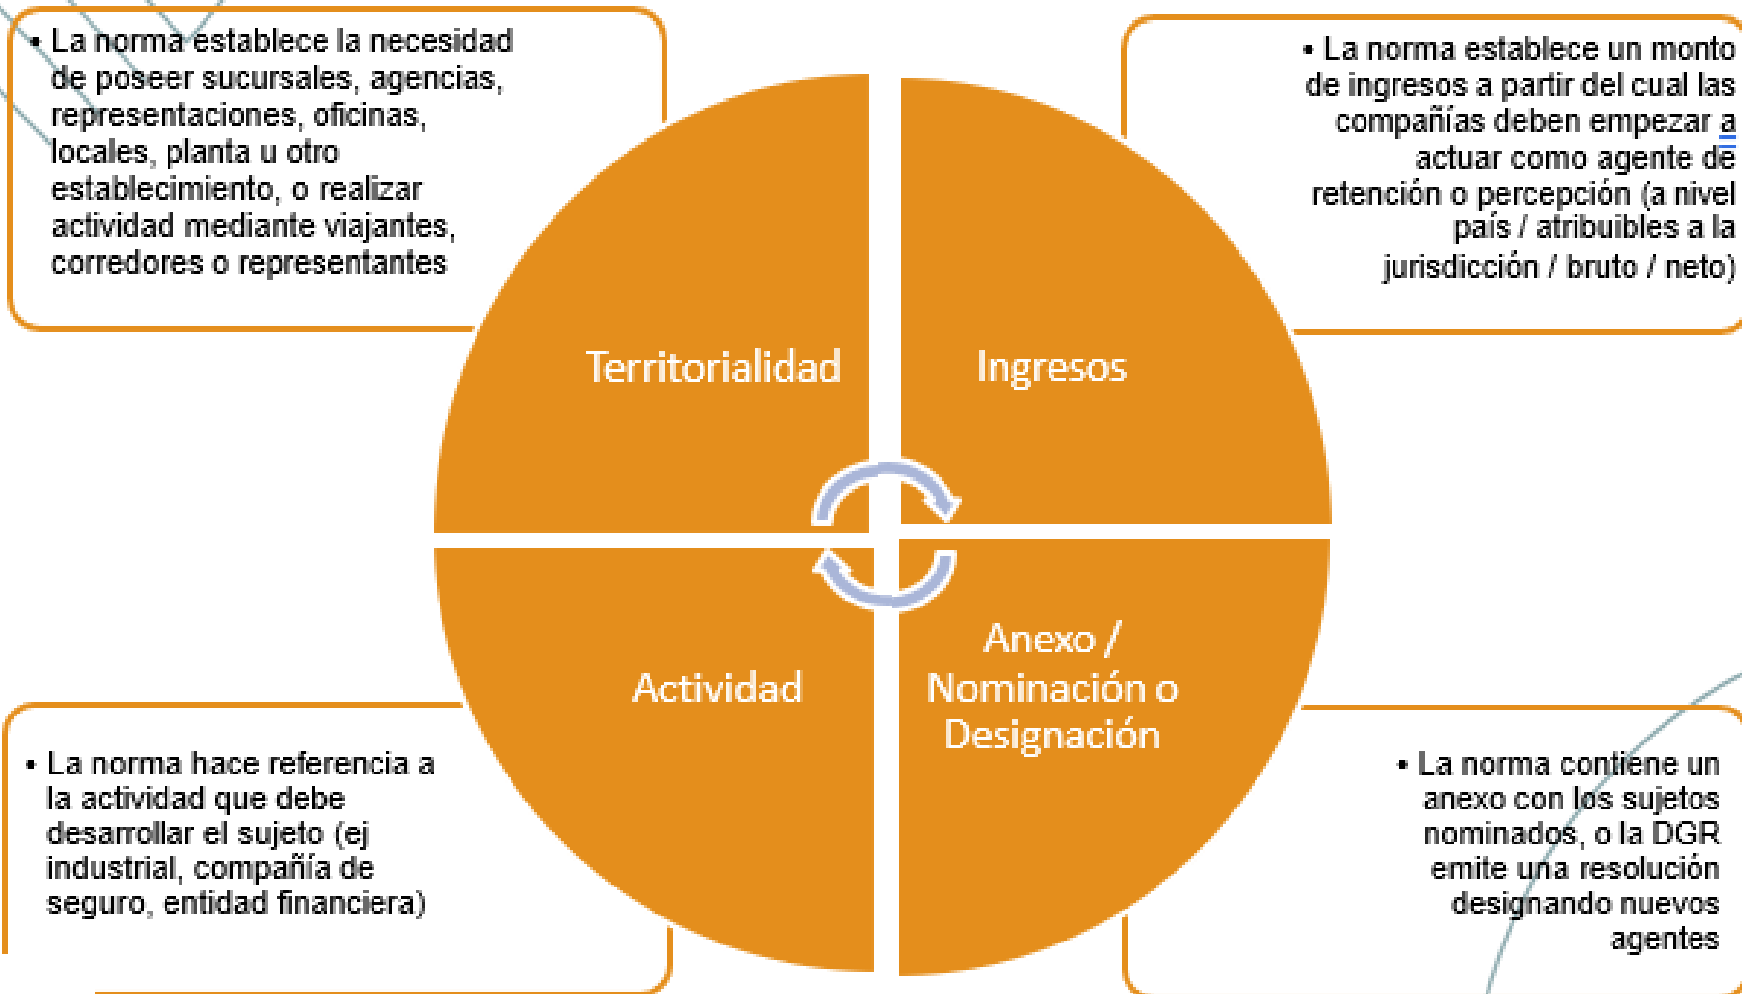 • La norma establece la necesidad
de poseer sucursales, agencias,
representaciones, oficinas,
locales, planta u otro
establecimiento, o realizar
actividad mediante viajantes,
corredores o representantes
• La norma establece un monto
de ingresos a partir del cual las
compañías deben empezar a
actuar como agente de
retención o percepción (a nivel
país / atribuibles a la
jurisdicción / bruto / neto)
Territorialidad
Ingresos
Actividad
Anexo /
Nominación o
Designación
• La norma hace referencia a
la actividad que debe
desarrollar el sujeto (ej
industrial, compañía de
seguro, entidad financiera)
• La norma contiene un
anexo con los sujetos
nominados, o la DGR
emite una resolución
designando nuevos
agentes